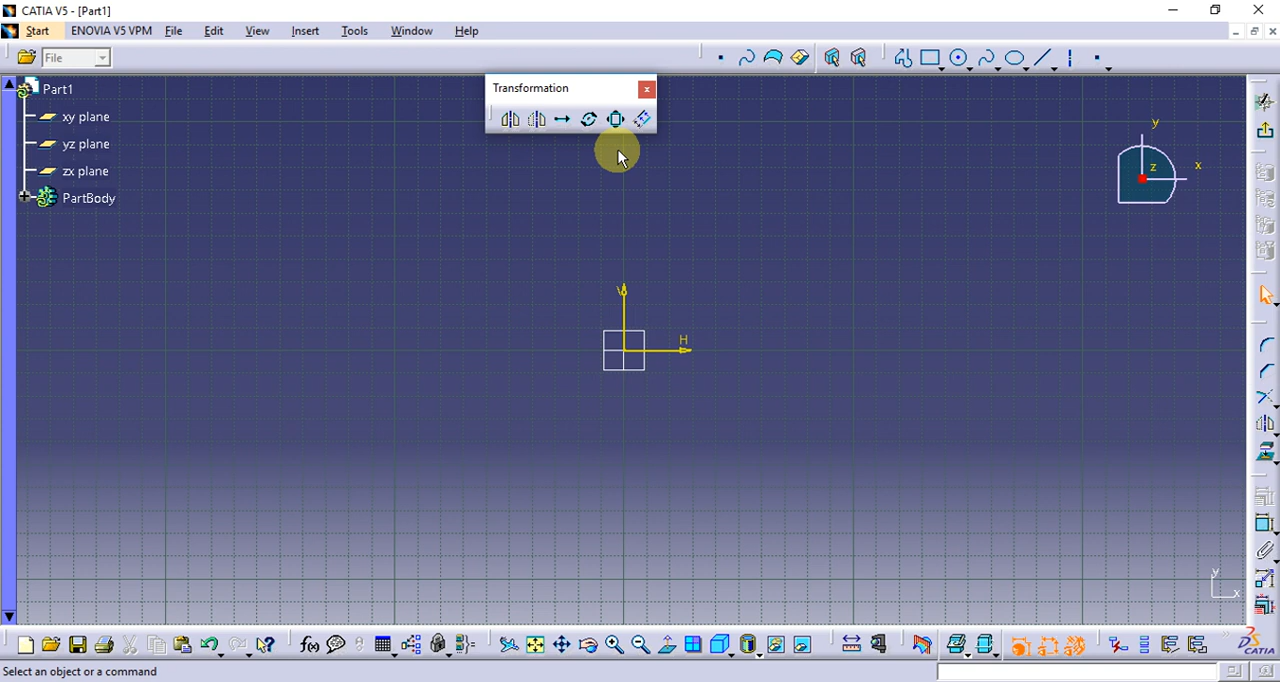 CATIA V5 - [Part1]
Start ENOVIA V5 VPM File Edit View Insert Tools Window Help
File
Transformation
Part1
xy plane
yz plane
zx plane
PartBody
y
x
z
V
H
y
x
f(x)
CATIA
Select an object or a command